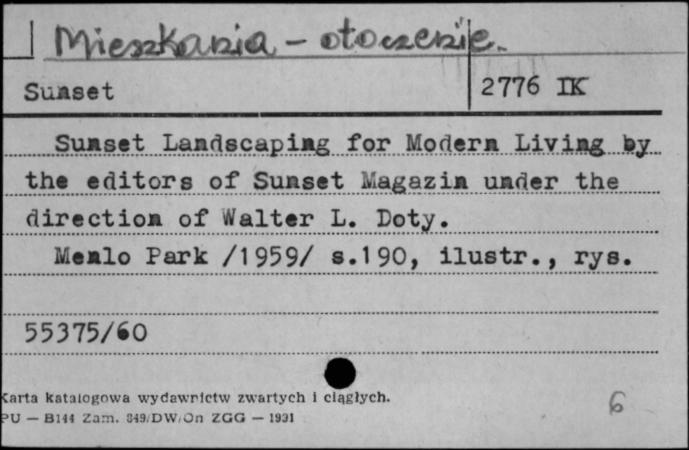 Mieszkania - otoczenie.
Sunset 2776 IK
Sunset Landscaping for Modern Living by
the editors of Sunset Magazin under the
direction of Walter L. Doty.
Menlo Park /1959/ s.190, ilustr., rys.
55375/60
Karta katalogowa wydawnictw zwartych i ciągłych.
PU — B144 Zam. 849/DW/On ZGG — 1931
6